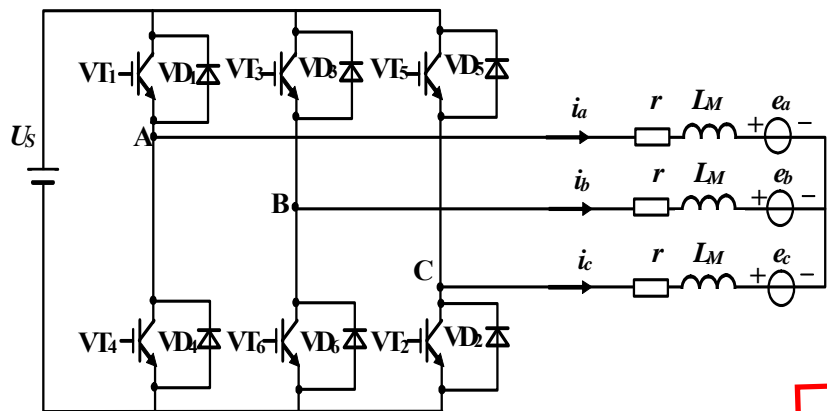 VT1 VD1 VT3 VD3 VT5 VD5
ia r LM + ea −
US
A
ib r LM + eb −
B
ic r LM + ec −
C
VT4 VD4 VT6 VD6 VT2 VD2